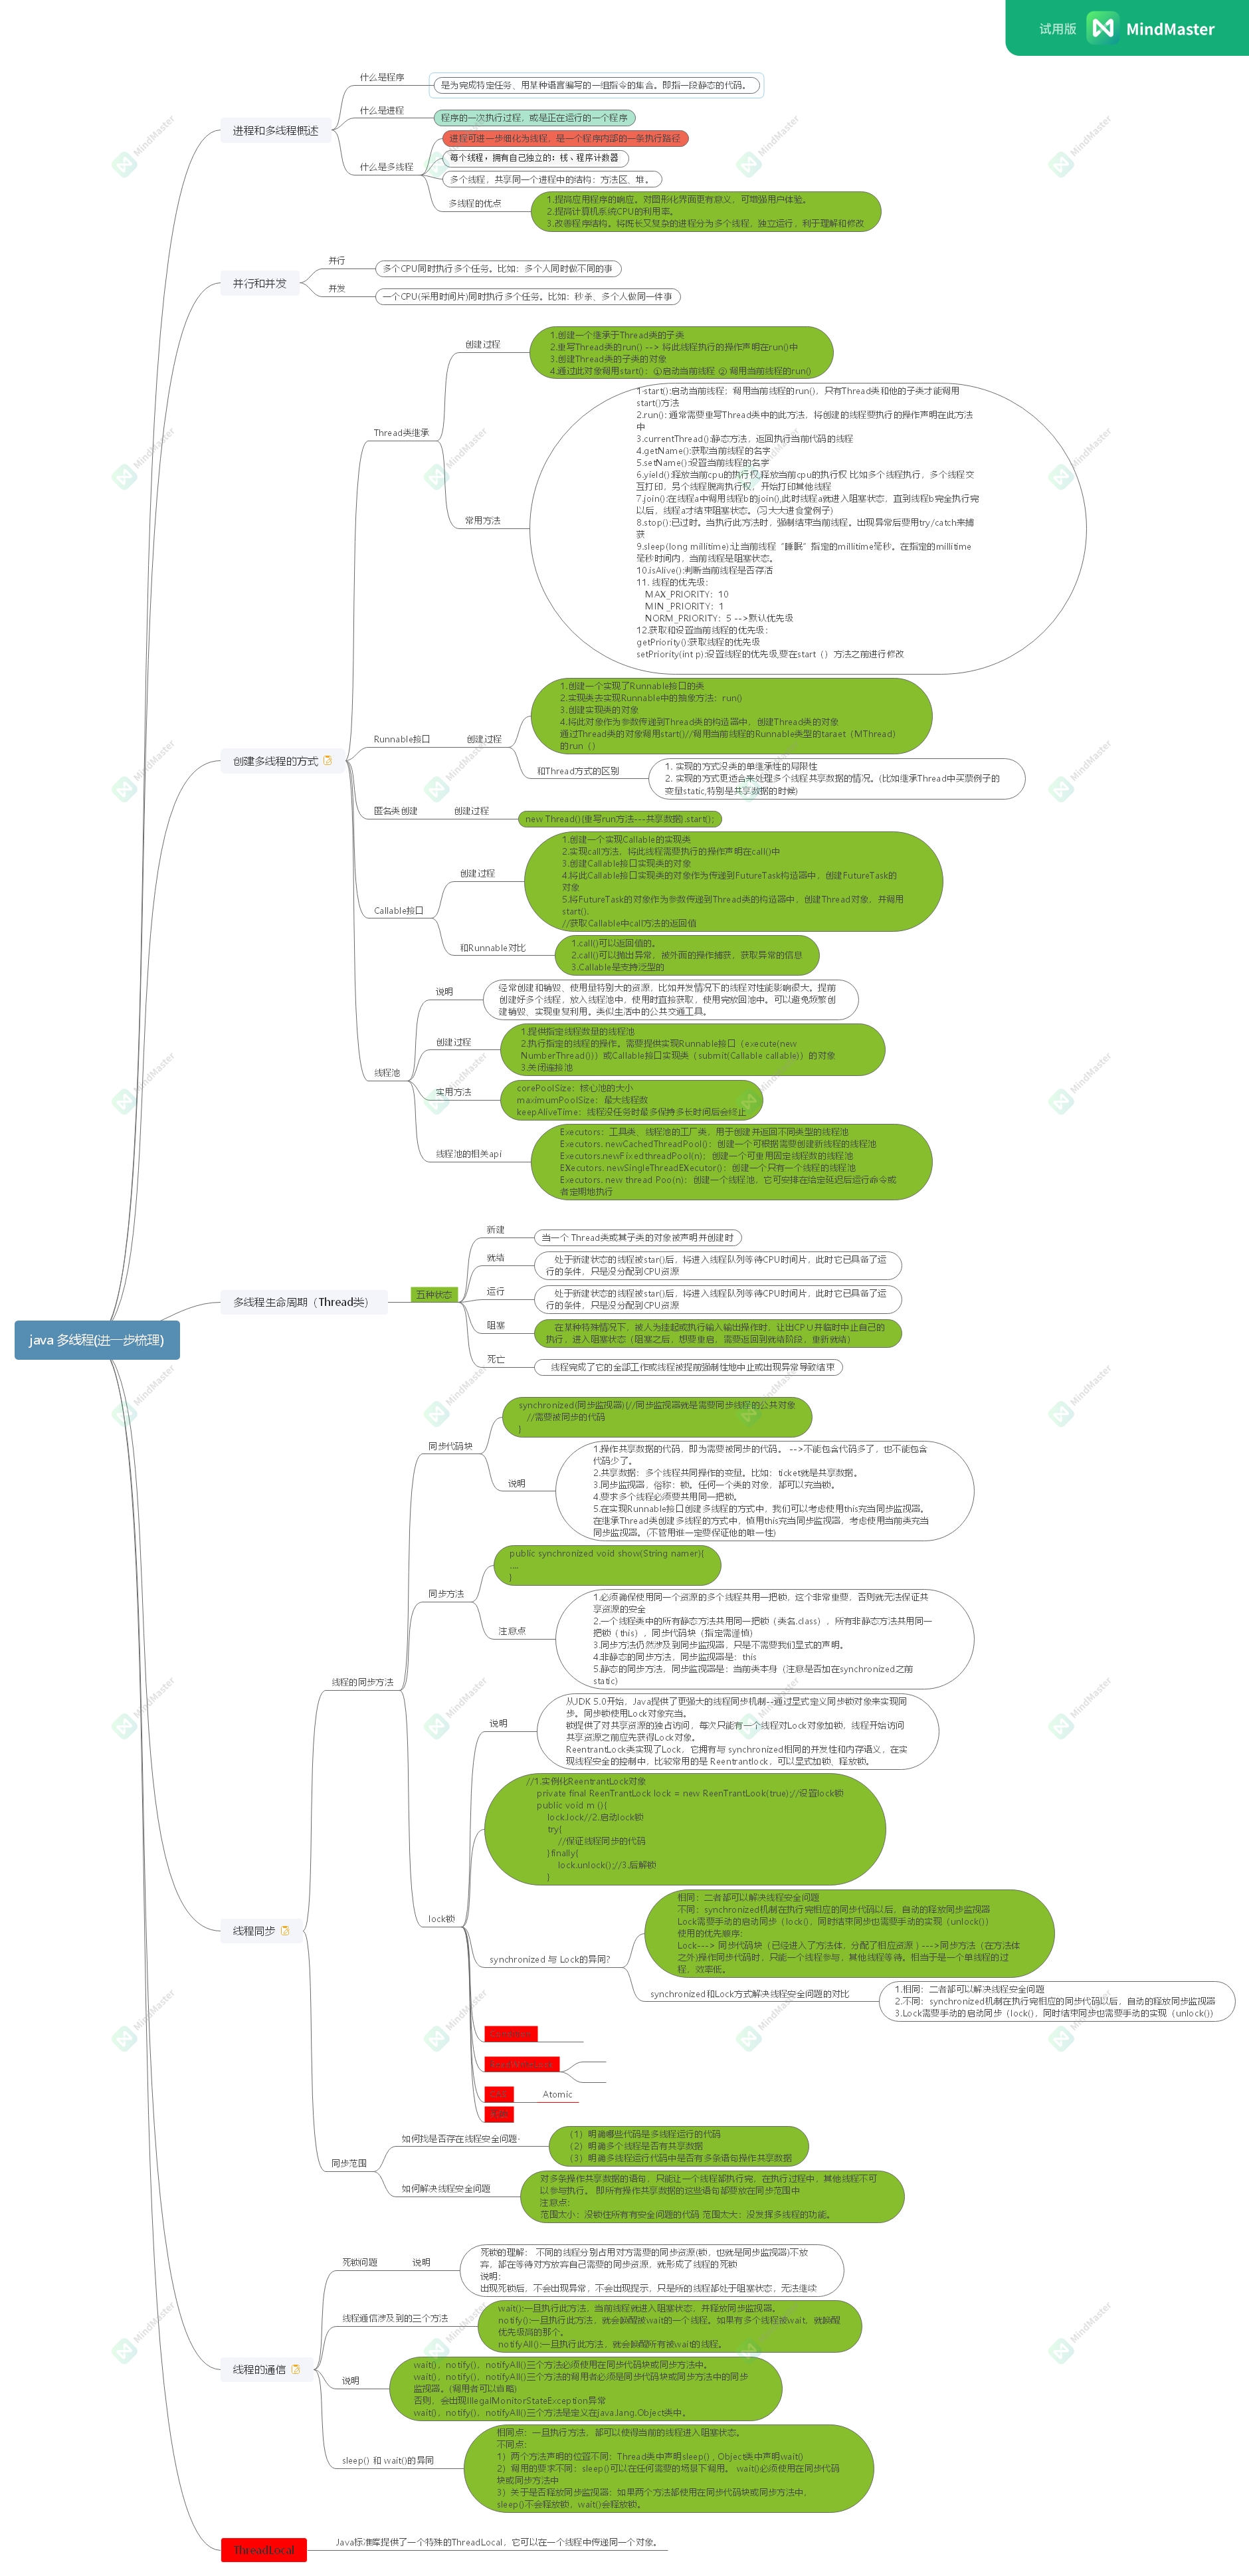 试用版 MindMaster
java 多线程(进一步梳理)
进程和多线程概述
什么是程序
是为完成特定任务、用某种语言编写的一组指令的集合。即指一段静态的代码。
什么是进程
程序的一次执行过程，或是正在运行的一个程序
什么是多线程
进程可进一步细化为线程，是一个程序内部的一条执行路径
每个线程，拥有自己独立的：栈、程序计数器
多个线程，共享同一个进程中的结构：方法区、堆。
多线程的优点
1.提高应用程序的响应。对图形化界面更有意义，可增强用户体验。
2.提高计算机系统CPU的利用率。
3.改善程序结构。将既长又复杂的进程分为多个线程，独立运行，利于理解和修改
并行和并发
并行
多个CPU同时执行多个任务。比如：多个人同时做不同的事
并发
一个CPU(采用时间片)同时执行多个任务。比如：秒杀、多个人做同一件事
创建多线程的方式
Thread类继承
创建过程
1.创建一个继承于Thread类的子类
2.重写Thread类的run() --> 将此线程执行的操作声明在run()中
3.创建Thread类的子类的对象
4.通过此对象调用start()：①启动当前线程 ② 调用当前线程的run()
常用方法
1-start():启动当前线程；调用当前线程的run()，只有Thread类和他的子类才能调用
start()方法
2.run(): 通常需要重写Thread类中的此方法，将创建的线程要执行的操作声明在此方法
中
3.currentThread():静态方法，返回执行当前代码的线程
4.getName():获取当前线程的名字
5.setName():设置当前线程的名字
6.yield():释放当前cpu的执行权,释放当前cpu的执行权 比如多个线程执行，多个线程交
互打印，另个线程脱离执行权，开始打印其他线程
7.join():在线程a中调用线程b的join(),此时线程a就进入阻塞状态，直到线程b完全执行完
以后，线程a才结束阻塞状态。(习大大进食堂例子)
8.stop():已过时。当执行此方法时，强制结束当前线程。出现异常后要用try/catch来捕
获
9.sleep(long millitime):让当前线程“睡眠”指定的millitime毫秒。在指定的millitime
毫秒时间内，当前线程是阻塞状态。
10.isAlive():判断当前线程是否存活
11. 线程的优先级：
MAX_PRIORITY：10
MIN _PRIORITY：1
NORM_PRIORITY：5 -->默认优先级
12.获取和设置当前线程的优先级：
getPriority():获取线程的优先级
setPriority(int p):设置线程的优先级,要在start（）方法之前进行修改
Runnable接口
创建过程
1.创建一个实现了Runnable接口的类
2.实现类去实现Runnable中的抽象方法：run()
3.创建实现类的对象
4.将此对象作为参数传递到Thread类的构造器中，创建Thread类的对象
通过Thread类的对象调用start()//调用当前线程的Runnable类型的taraet（MThread）
的run（）
和Thread方式的区别
1. 实现的方式没类的单继承性的局限性
2. 实现的方式更适合来处理多个线程共享数据的情况。(比如继承Thread中买票例子的
变量static,特别是共享数据的时候)
匿名类创建
创建过程
new Thread(){重写run方法---共享数据}.start();
Callable接口
创建过程
1.创建一个实现Callable的实现类
2.实现call方法，将此线程需要执行的操作声明在call()中
3.创建Callable接口实现类的对象
4.将此Callable接口实现类的对象作为传递到FutureTask构造器中，创建FutureTask的
对象
5.将FutureTask的对象作为参数传递到Thread类的构造器中，创建Thread对象，并调用
start().
//获取Callable中call方法的返回值
和Runnable对比
1.call()可以返回值的。
2.call()可以抛出异常，被外面的操作捕获，获取异常的信息
3.Callable是支持泛型的
线程池
说明
经常创建和销毁、使用量特别大的资源，比如并发情况下的线程对性能影响很大。提前
创建好多个线程，放入线程池中，使用时直接获取，使用完放回池中。可以避免频繁创
建销毁、实现重复利用。类似生活中的公共交通工具。
创建过程
1.提供指定线程数量的线程池
2.执行指定的线程的操作。需要提供实现Runnable接口（execute(new
NumberThread())）或Callable接口实现类（submit(Callable callable)）的对象
3.关闭连接池
实用方法
corePoolSize：核心池的大小
maximumPoolSize：最大线程数
keepAliveTime：线程没任务时最多保持多长时间后会终止
线程池的相关api
Executors：工具类、线程池的工厂类，用于创建并返回不同类型的线程池
Executors. newCachedThreadPool()：创建一个可根据需要创建新线程的线程池
Executors.newFixedthreadPool(n)；创建一个可重用固定线程数的线程池
EXecutors. newSingleThreadEXecutor()；创建一个只有一个线程的线程池
Executors. new thread Poo(n)；创建一个线程池，它可安排在给定延迟后运行命令或
者定期地执行
多线程生命周期（Thread类）
五种状态
新建
当一个 Thread类或其子类的对象被声明并创建时
就绪
处于新建状态的线程被star()后，将进入线程队列等待CPU时间片，此时它已具备了运
行的条件，只是没分配到CPU资源
运行
处于新建状态的线程被star()后，将进入线程队列等待CPU时间片，此时它已具备了运
行的条件，只是没分配到CPU资源
阻塞
在某种特殊情况下，被人为挂起或执行输入输出操作时，让出CPU并临时中止自己的
执行，进入阻塞状态（阻塞之后，想要重启，需要返回到就绪阶段，重新就绪）
死亡
线程完成了它的全部工作或线程被提前强制性地中止或出现异常导致结束
线程同步
线程的同步方法
同步代码块
synchronized(同步监视器){//同步监视器就是需要同步线程的公共对象
//需要被同步的代码
}
说明
1.操作共享数据的代码，即为需要被同步的代码。 -->不能包含代码多了，也不能包含
代码少了。
2.共享数据：多个线程共同操作的变量。比如：ticket就是共享数据。
3.同步监视器，俗称：锁。任何一个类的对象，都可以充当锁。
4.要求多个线程必须要共用同一把锁。
5.在实现Runnable接口创建多线程的方式中，我们可以考虑使用this充当同步监视器。
在继承Thread类创建多线程的方式中，慎用this充当同步监视器，考虑使用当前类充当
同步监视器。(不管用谁一定要保证他的唯一性)
同步方法
public synchronized void show(String namer){
....
}
注意点
1.必须确保使用同一个资源的多个线程共用一把锁，这个非常重要，否则就无法保证共
享资源的安全
2.一个线程类中的所有静态方法共用同一把锁（类名.class），所有非静态方法共用同一
把锁（this），同步代码块（指定需谨慎)
3.同步方法仍然涉及到同步监视器，只是不需要我们显式的声明。
4.非静态的同步方法，同步监视器是：this
5.静态的同步方法，同步监视器是：当前类本身（注意是否加在synchronized之前
static)
lock锁
说明
从JDK 5.0开始，Java提供了更强大的线程同步机制--通过显式定义同步锁对象来实现同
步。同步锁使用Lock对象充当。
锁提供了对共享资源的独占访问，每次只能有一个线程对Lock对象加锁，线程开始访问
共享资源之前应先获得Lock对象。
ReentrantLock类实现了Lock，它拥有与 synchronized相同的并发性和内存语义，在实
现线程安全的控制中，比较常用的是 Reentrantlock，可以显式加锁、释放锁。
//1.实例化ReentrantLock对象
private final ReenTrantLock lock = new ReenTrantLook(true);//设置lock锁
public void m (){
lock.lock//2.启动lock锁
try{
//保证线程同步的代码
}finally{
lock.unlock();//3.后解锁
}
synchronized 与 Lock的异同?
相同：二者都可以解决线程安全问题
不同：synchronized机制在执行完相应的同步代码以后，自动的释放同步监视器
Lock需要手动的启动同步（lock()，同时结束同步也需要手动的实现（unlock()）
使用的优先顺序:
Lock---> 同步代码块（已经进入了方法体，分配了相应资源 ) --->同步方法（在方法体
之外)操作同步代码时，只能一个线程参与，其他线程等待。相当于是一个单线程的过
程，效率低。
synchronized和Lock方式解决线程安全问题的对比
1.相同：二者都可以解决线程安全问题
2.不同：synchronized机制在执行完相应的同步代码以后，自动的释放同步监视器
3.Lock需要手动的启动同步（lock()，同时结束同步也需要手动的实现（unlock()）
Atomic
同步范围
如何找是否存在线程安全问题·
（1）明确哪些代码是多线程运行的代码
（2）明确多个线程是否有共享数据
（3）明确多线程运行代码中是否有多条语句操作共享数据
如何解决线程安全问题
对多条操作共享数据的语句，只能让一个线程都执行完，在执行过程中，其他线程不可
以参与执行。 即所有操作共享数据的这些语句都要放在同步范围中
注意点：
范围太小：没锁住所有有安全问题的代码 范围太大：没发挥多线程的功能。
线程的通信
死锁问题
说明
死锁的理解： 不同的线程分别占用对方需要的同步资源(锁，也就是同步监视器)不放
弃，都在等待对方放弃自己需要的同步资源，就形成了线程的死锁
说明：
出现死锁后，不会出现异常，不会出现提示，只是所的线程都处于阻塞状态，无法继续
线程通信涉及到的三个方法
wait():一旦执行此方法，当前线程就进入阻塞状态，并释放同步监视器。
notify():一旦执行此方法，就会唤醒被wait的一个线程。如果有多个线程被wait，就唤醒
优先级高的那个。
notifyAll():一旦执行此方法，就会唤醒所有被wait的线程。
说明
wait()，notify()，notifyAll()三个方法必须使用在同步代码块或同步方法中。
wait()，notify()，notifyAll()三个方法的调用者必须是同步代码块或同步方法中的同步
监视器。(调用者可以省略)
否则，会出现IllegalMonitorStateException异常
wait()，notify()，notifyAll()三个方法是定义在java.lang.Object类中。
sleep() 和 wait()的异同
相同点：一旦执行方法，都可以使得当前的线程进入阻塞状态。
不同点：
1）两个方法声明的位置不同：Thread类中声明sleep() , Object类中声明wait()
2）调用的要求不同：sleep()可以在任何需要的场景下调用。 wait()必须使用在同步代码
块或同步方法中
3）关于是否释放同步监视器：如果两个方法都使用在同步代码块或同步方法中，
sleep()不会释放锁，wait()会释放锁。
ThreadLocal
Java标准库提供了一个特殊的ThreadLocal，它可以在一个线程中传递同一个对象。